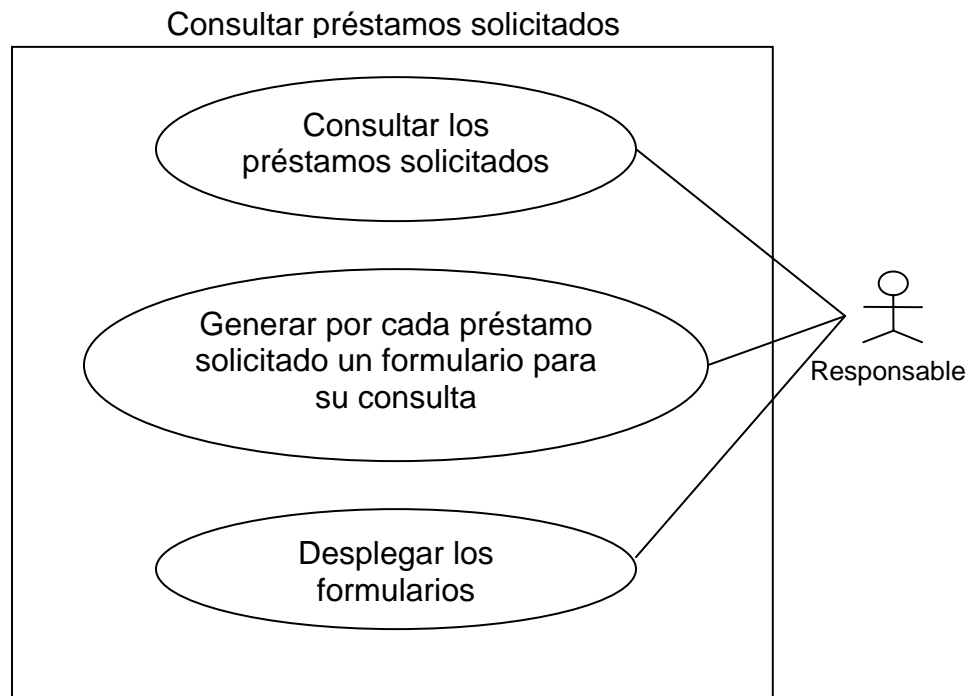 Consultar préstamos solicitados
Consultar los
préstamos solicitados
Generar por cada préstamo
solicitado un formulario para
su consulta
Responsable
Desplegar los
formularios